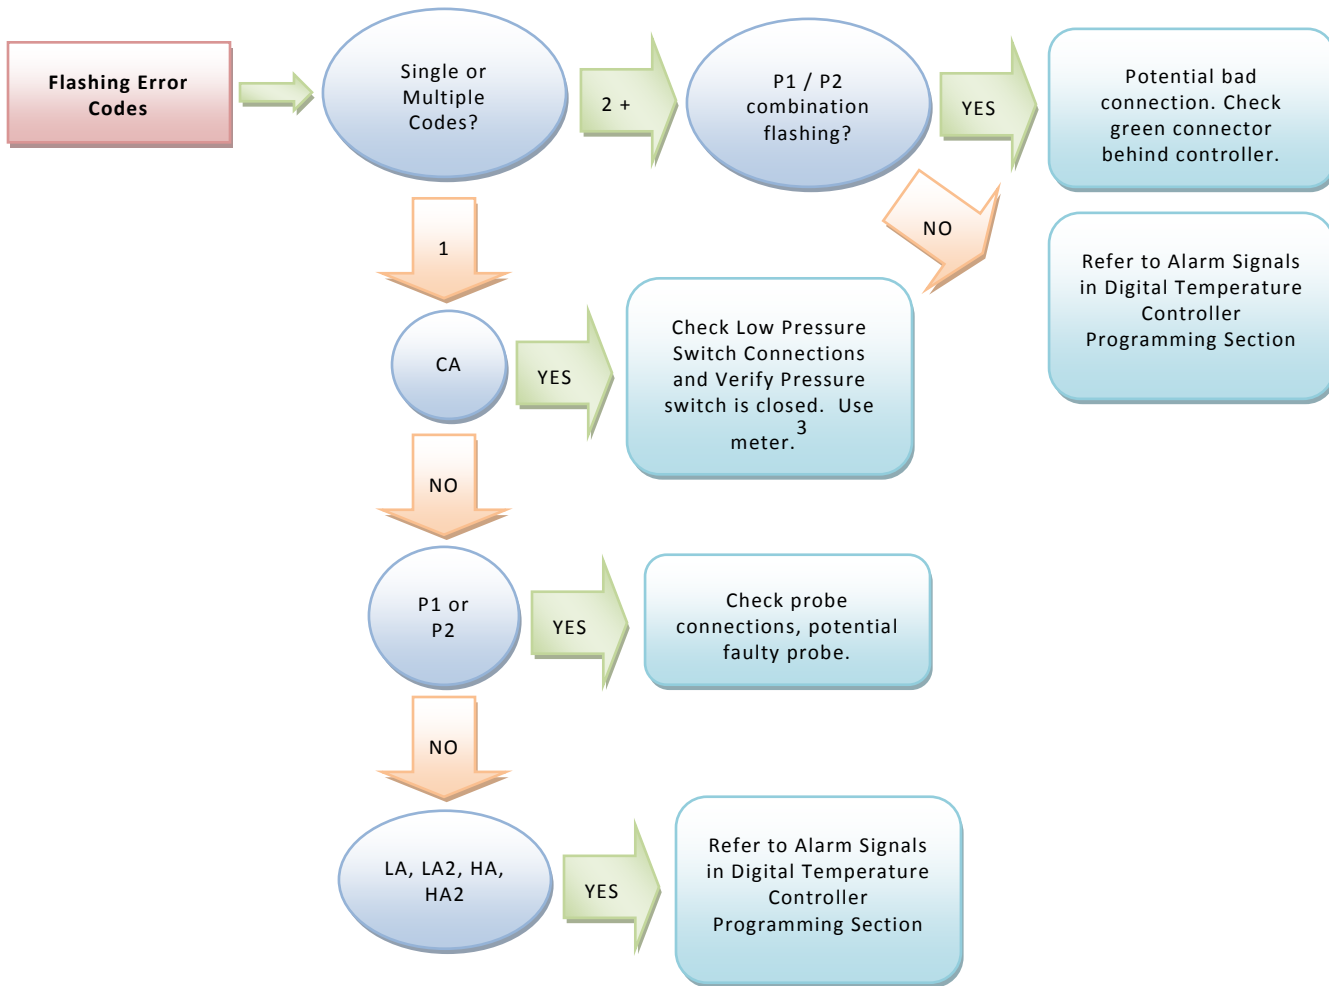 Flashing Error
Codes
Single or
Multiple
Codes?
2 +
P1 / P2
combination
flashing?
YES
Potential bad
connection. Check
green connector
behind controller.
NO
Refer to Alarm Signals
in Digital Temperature
Controller
Programming Section
1
CA
YES
Check Low Pressure
Switch Connections
and Verify Pressure
switch is closed. Use
meter.3
NO
P1 or
P2
YES
Check probe
connections, potential
faulty probe.
NO
LA, LA2, HA,
HA2
YES
Refer to Alarm Signals
in Digital Temperature
Controller
Programming Section